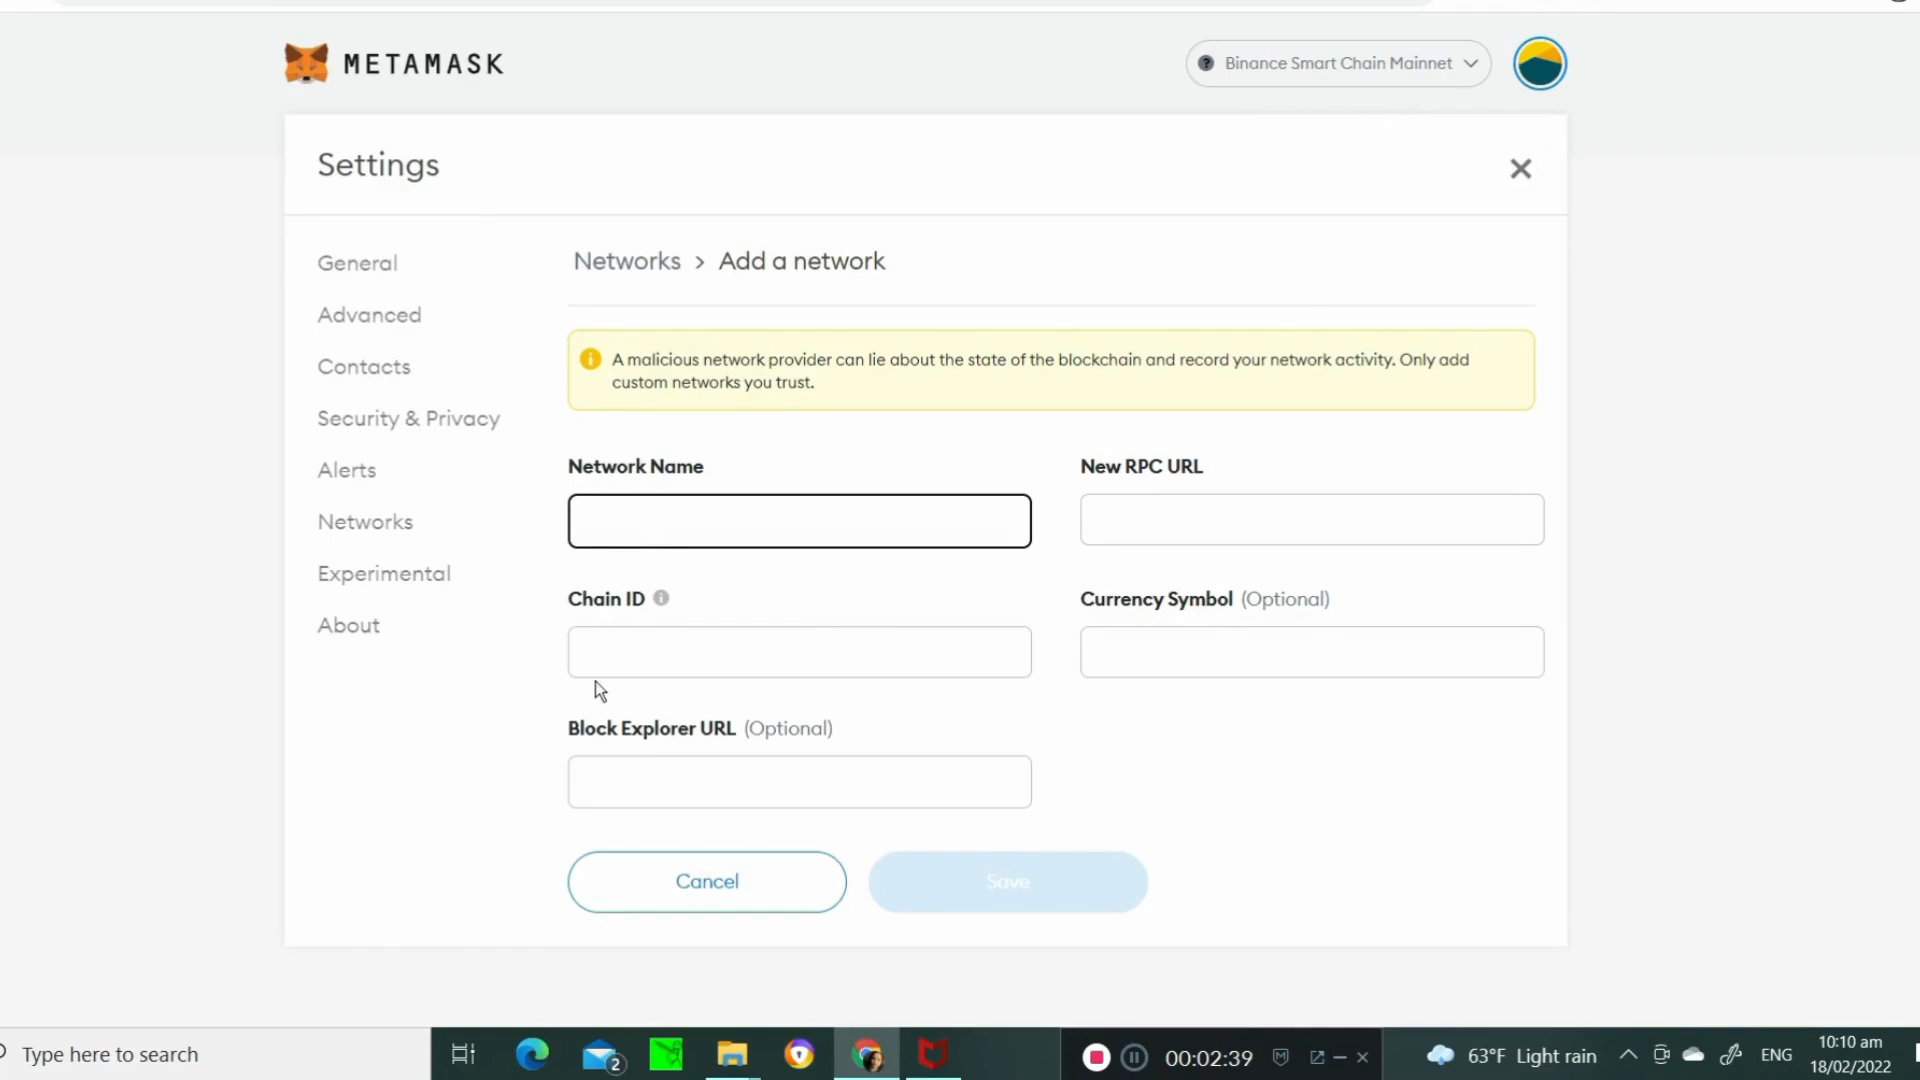 METAMASK
Binance Smart Chain Mainnet
Settings
General
Advanced
Contacts
Security & Privacy
Alerts
Networks
Experimental
About
Networks > Add a network
A malicious network provider can lie about the state of the blockchain and record your network activity. Only add
custom networks you trust.
Network Name
New RPC URL
Chain ID
Currency Symbol (Optional)
Block Explorer URL (Optional)
Cancel
Save
Type here to search
2
00:02:39
63°F Light rain
ENG
10:10 am
18/02/2022